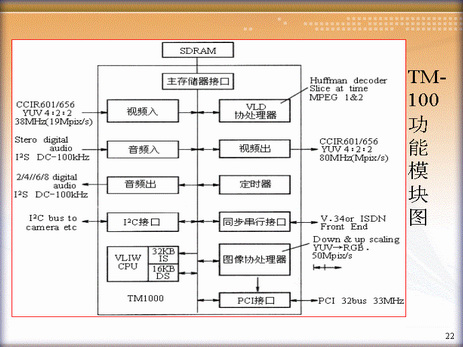 SDRAM
主存储器接口
CCIR601/656
YUV 4:2:2
38MHz(19Mpix/s)
视频入
VLD
协处理器
Huffman decoder
Slice at time
MPEG 1&2
Stero digital
audio
I²S DC-100kHz
音频入
视频出
CCIR601/656
YUV 4:2:2
80MHz(Mpix/s)
2/4//6/8 digital
audio
I²S DC-100kHz
音频出
定时器
I²C bus to
camera etc
I²C接口
同步串行接口
V.34or ISDN
Front End
VLIW
CPU
32KB
IS
16KB
DS
图像协处理器
Down & up scaling
YUV→RGB.
50Mpix/s
TM1000
PCI接口
PCI 32bus 33MHz
TM-
100
功
能
模
块
图
22